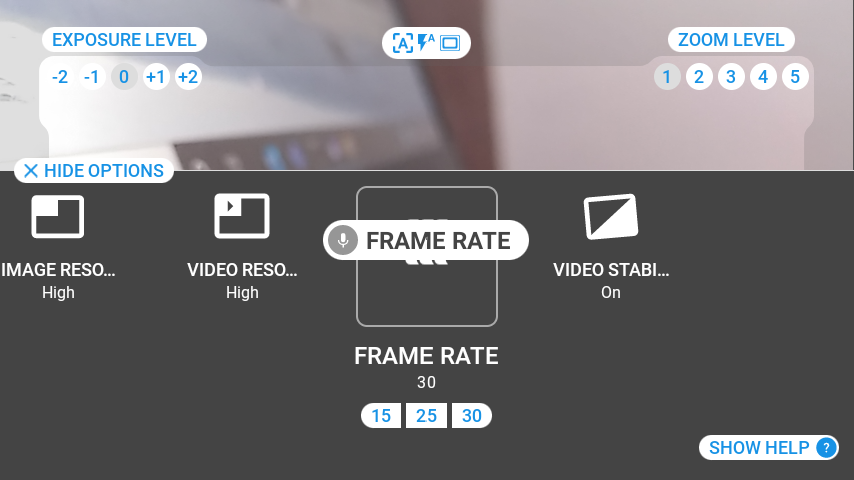 EXPOSURE LEVEL
A A
ZOOM LEVEL
-2 -1 0 +1 +2
1 2 3 4 5
HIDE OPTIONS
FRAME RATE
IMAGE RESO...
High
VIDEO RESO...
High
VIDEO STABI...
On
FRAME RATE
30
15 25 30
SHOW HELP ?